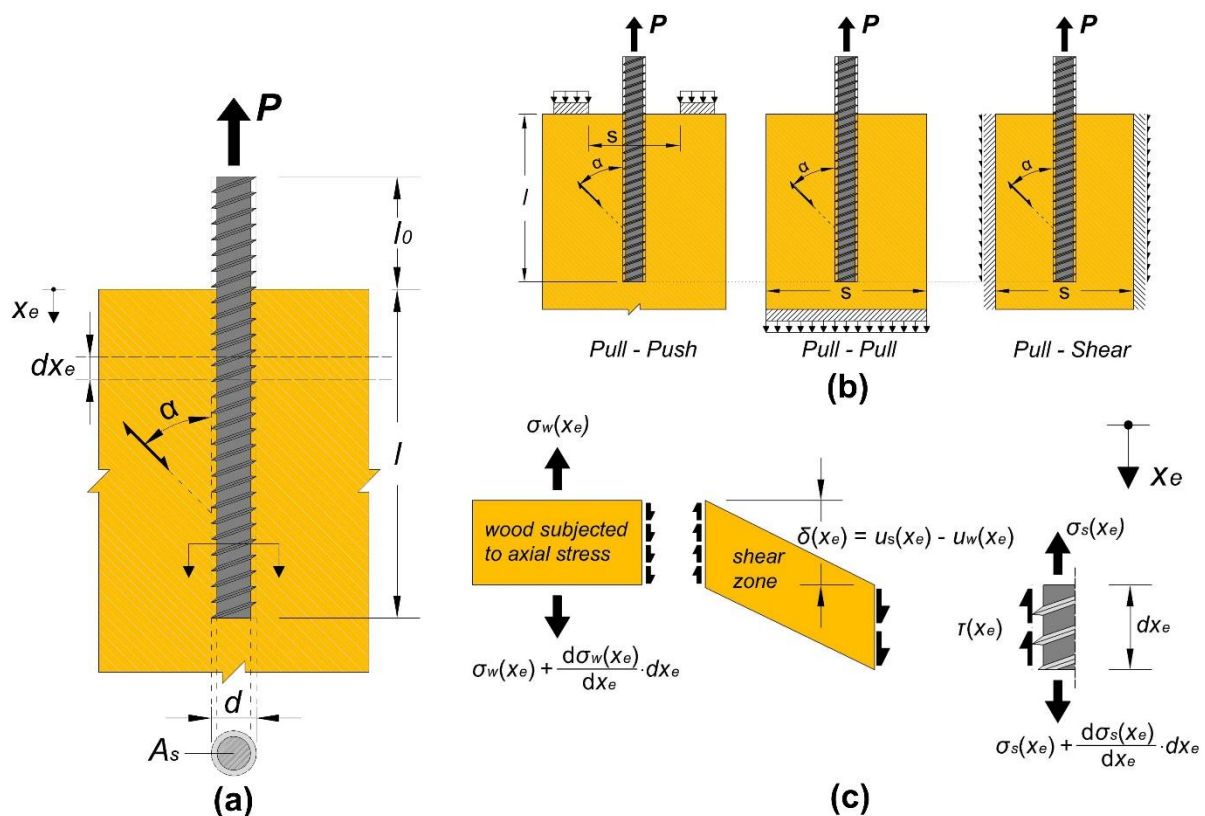 P
l₀
xₑ
dxₑ
α
l
d
Aₛ
(a)
P
P
P
s
α
α
α
l
s
s
Pull - Push
Pull - Pull
Pull - Shear
(b)
σw(xₑ)
wood subjected
to axial stress
σw(xₑ) + dσw(xₑ)/dxₑ · dxₑ
shear
zone
δ(xₑ) = uₛ(xₑ) - uw(xₑ)
xₑ
σₛ(xₑ)
τ(xₑ)
dxₑ
σₛ(xₑ) + dσₛ(xₑ)/dxₑ · dxₑ
(c)